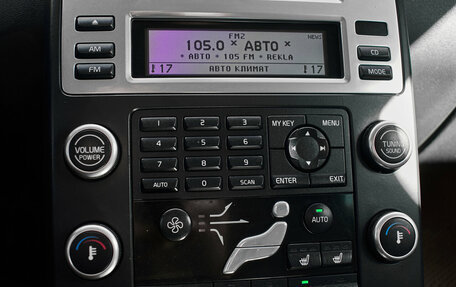 FM2
NEWS
105.0 × АВТО ×
• АВТО • 105 FM • REKLA
17 АВТО КЛИМАТ 17
AM
FM
CD
MODE
VOLUME
POWER
1 2 3
4 5 6
7 8 9
AUTO 0 SCAN
MY KEY MENU
ENTER EXIT
TUNING
SOUND
AUTO